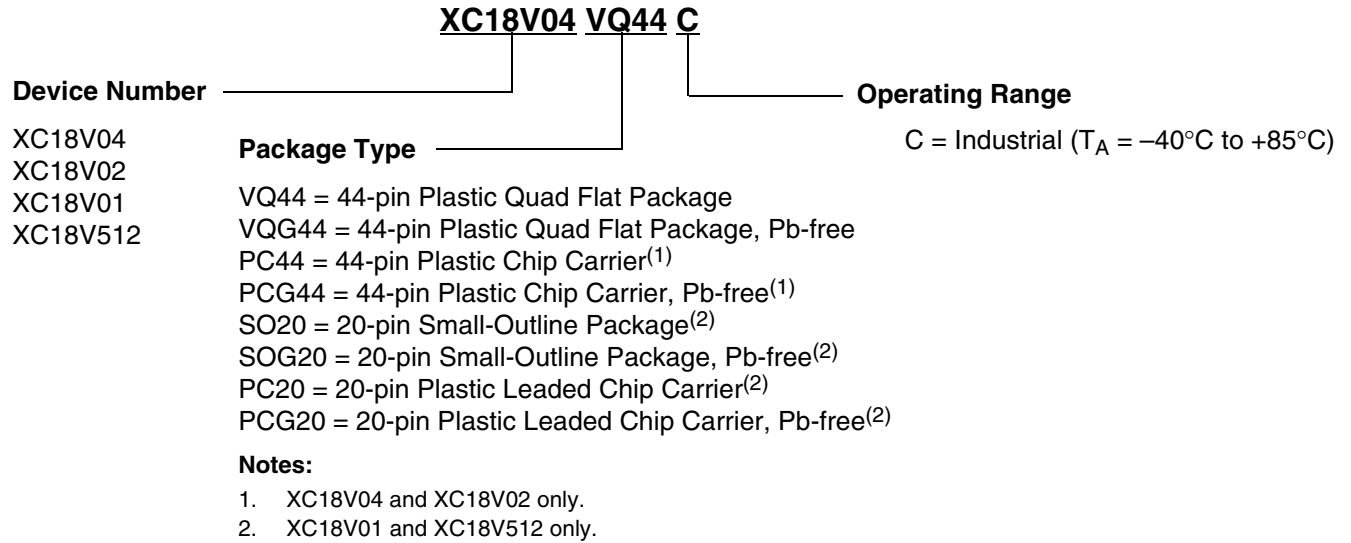 XC18V04 VQ44 C
Device Number
XC18V04
XC18V02
XC18V01
XC18V512
Package Type
VQ44 = 44-pin Plastic Quad Flat Package
VQG44 = 44-pin Plastic Quad Flat Package, Pb-free
PC44 = 44-pin Plastic Chip Carrier(1)
PCG44 = 44-pin Plastic Chip Carrier, Pb-free(1)
SO20 = 20-pin Small-Outline Package(2)
SOG20 = 20-pin Small-Outline Package, Pb-free(2)
PC20 = 20-pin Plastic Leaded Chip Carrier(2)
PCG20 = 20-pin Plastic Leaded Chip Carrier, Pb-free(2)
Notes:
1. XC18V04 and XC18V02 only.
2. XC18V01 and XC18V512 only.
Operating Range
C = Industrial (TA = –40°C to +85°C)